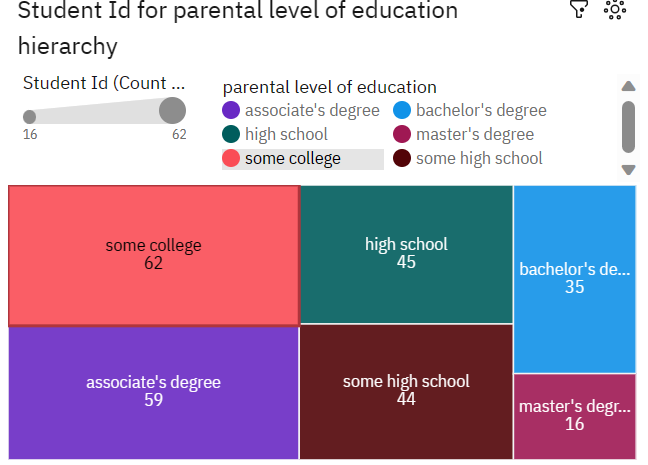 Student Id for parental level of education
hierarchy
Student Id (Count ...
16
62
parental level of education
associate's degree
bachelor's degree
high school
master's degree
some college
some high school
some college
62
high school
45
bachelor's de...
35
associate's degree
59
some high school
44
master's degr...
16